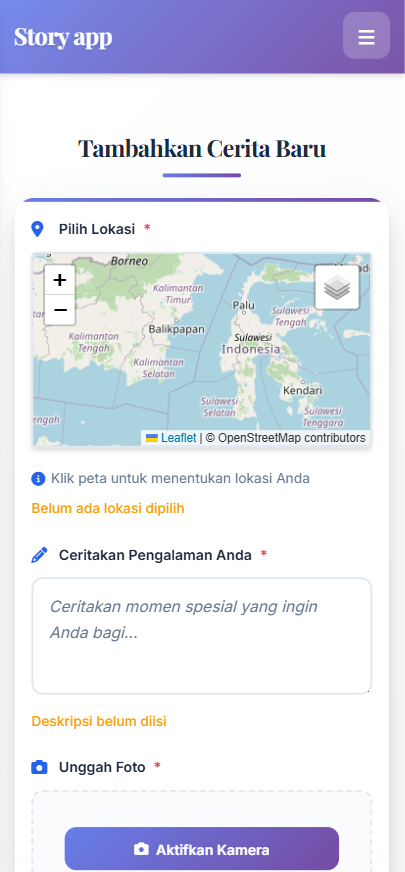 Story app
Tambahkan Cerita Baru
Pilih Lokasi *
Borneo
Kalimantan
Timur
Palu
Sulawesi
Tengah
Balikpapan
Kalimantan
Tengah
Sulawesi
Indonesia
Kalimantan
Selatan
Kendari
Sulawesi
Selatan
Sulawesi
Tenggara
engah
+
−
Leaflet | © OpenStreetMap contributors
Klik peta untuk menentukan lokasi Anda
Belum ada lokasi dipilih
Ceritakan Pengalaman Anda *
Ceritakan momen spesial yang ingin
Anda bagi...
Deskripsi belum diisi
Unggah Foto *
Aktifkan Kamera